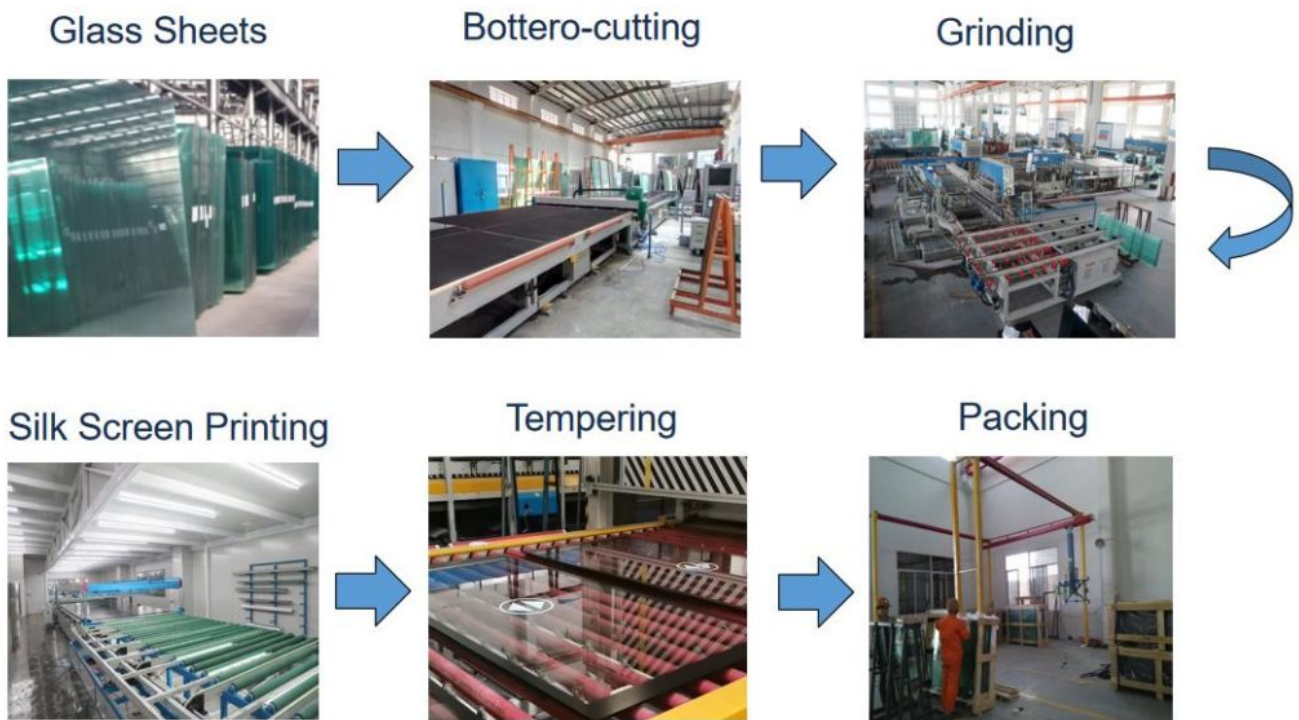 Glass Sheets
Bottero-cutting
Grinding
Silk Screen Printing
Tempering
Packing